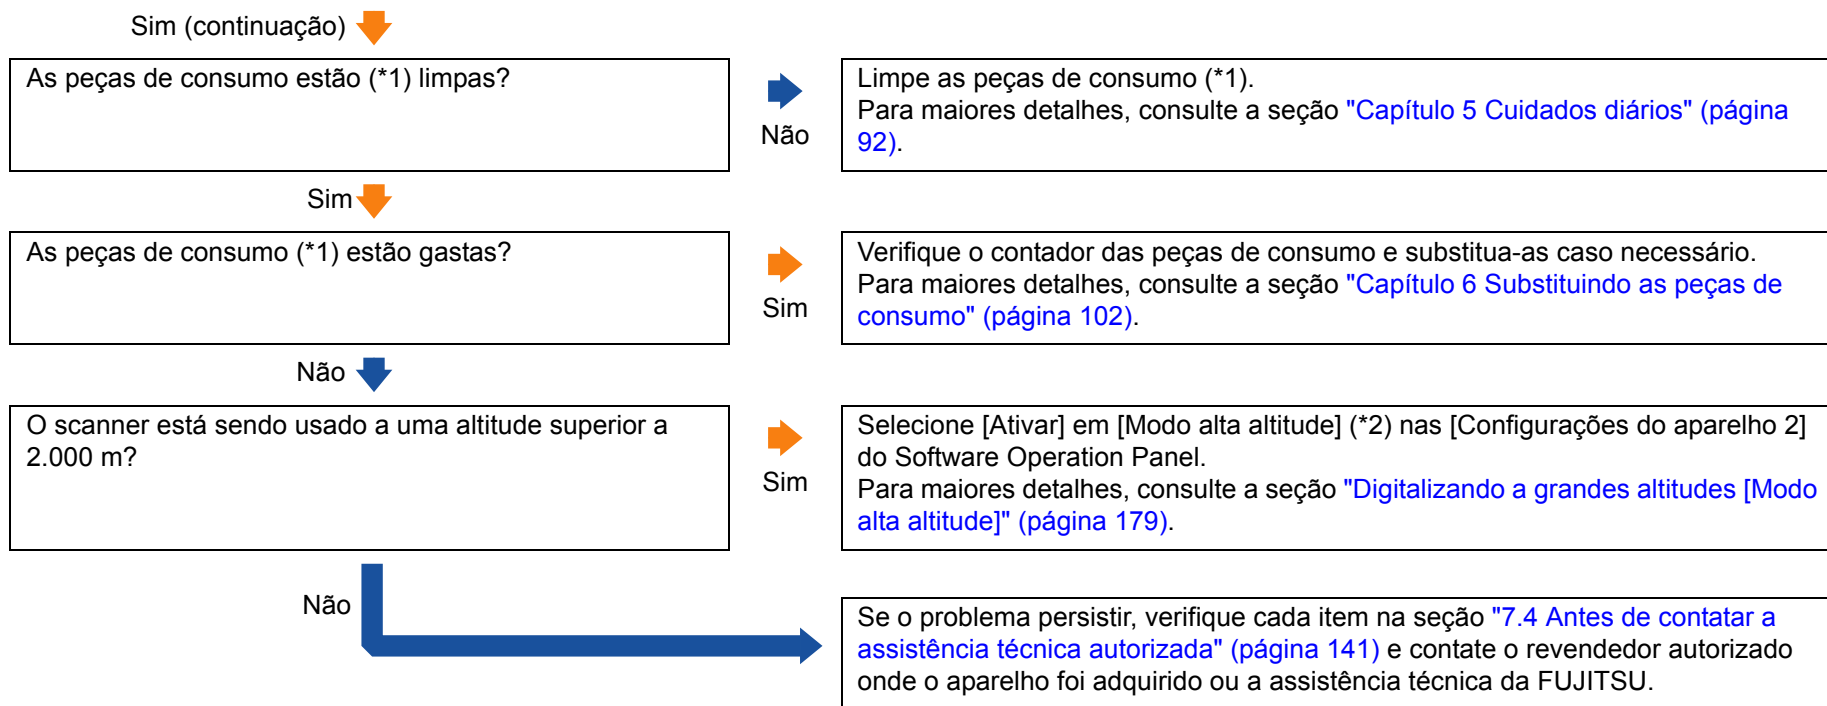 Sim (continuação)
As peças de consumo estão (*1) limpas?
Não
Limpe as peças de consumo (*1).
Para maiores detalhes, consulte a seção "Capítulo 5 Cuidados diários" (página
92).
Sim
As peças de consumo (*1) estão gastas?
Sim
Verifique o contador das peças de consumo e substitua-as caso necessário.
Para maiores detalhes, consulte a seção "Capítulo 6 Substituindo as peças de
consumo" (página 102).
Não
O scanner está sendo usado a uma altitude superior a
2.000 m?
Sim
Selecione [Ativar] em [Modo alta altitude] (*2) nas [Configurações do aparelho 2]
do Software Operation Panel.
Para maiores detalhes, consulte a seção "Digitalizando a grandes altitudes [Modo
alta altitude]" (página 179).
Não
Se o problema persistir, verifique cada item na seção "7.4 Antes de contatar a
assistência técnica autorizada" (página 141) e contate o revendedor autorizado
onde o aparelho foi adquirido ou a assistência técnica da FUJITSU.